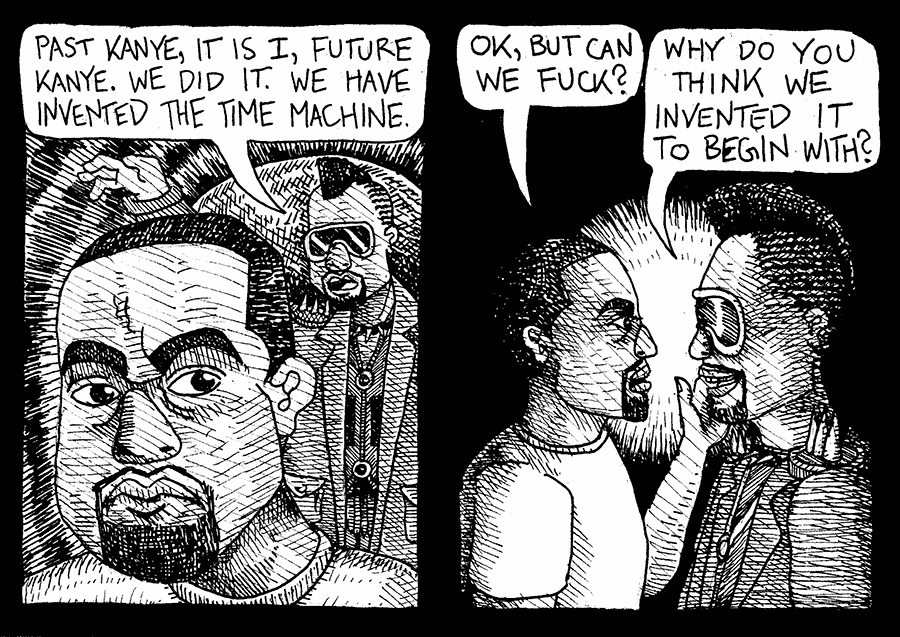 PAST KANYE, IT IS I, FUTURE
KANYE. WE DID IT. WE HAVE
INVENTED THE TIME MACHINE.
OK, BUT CAN
WE FUCK?
WHY DO YOU
THINK WE
INVENTED IT
TO BEGIN WITH?